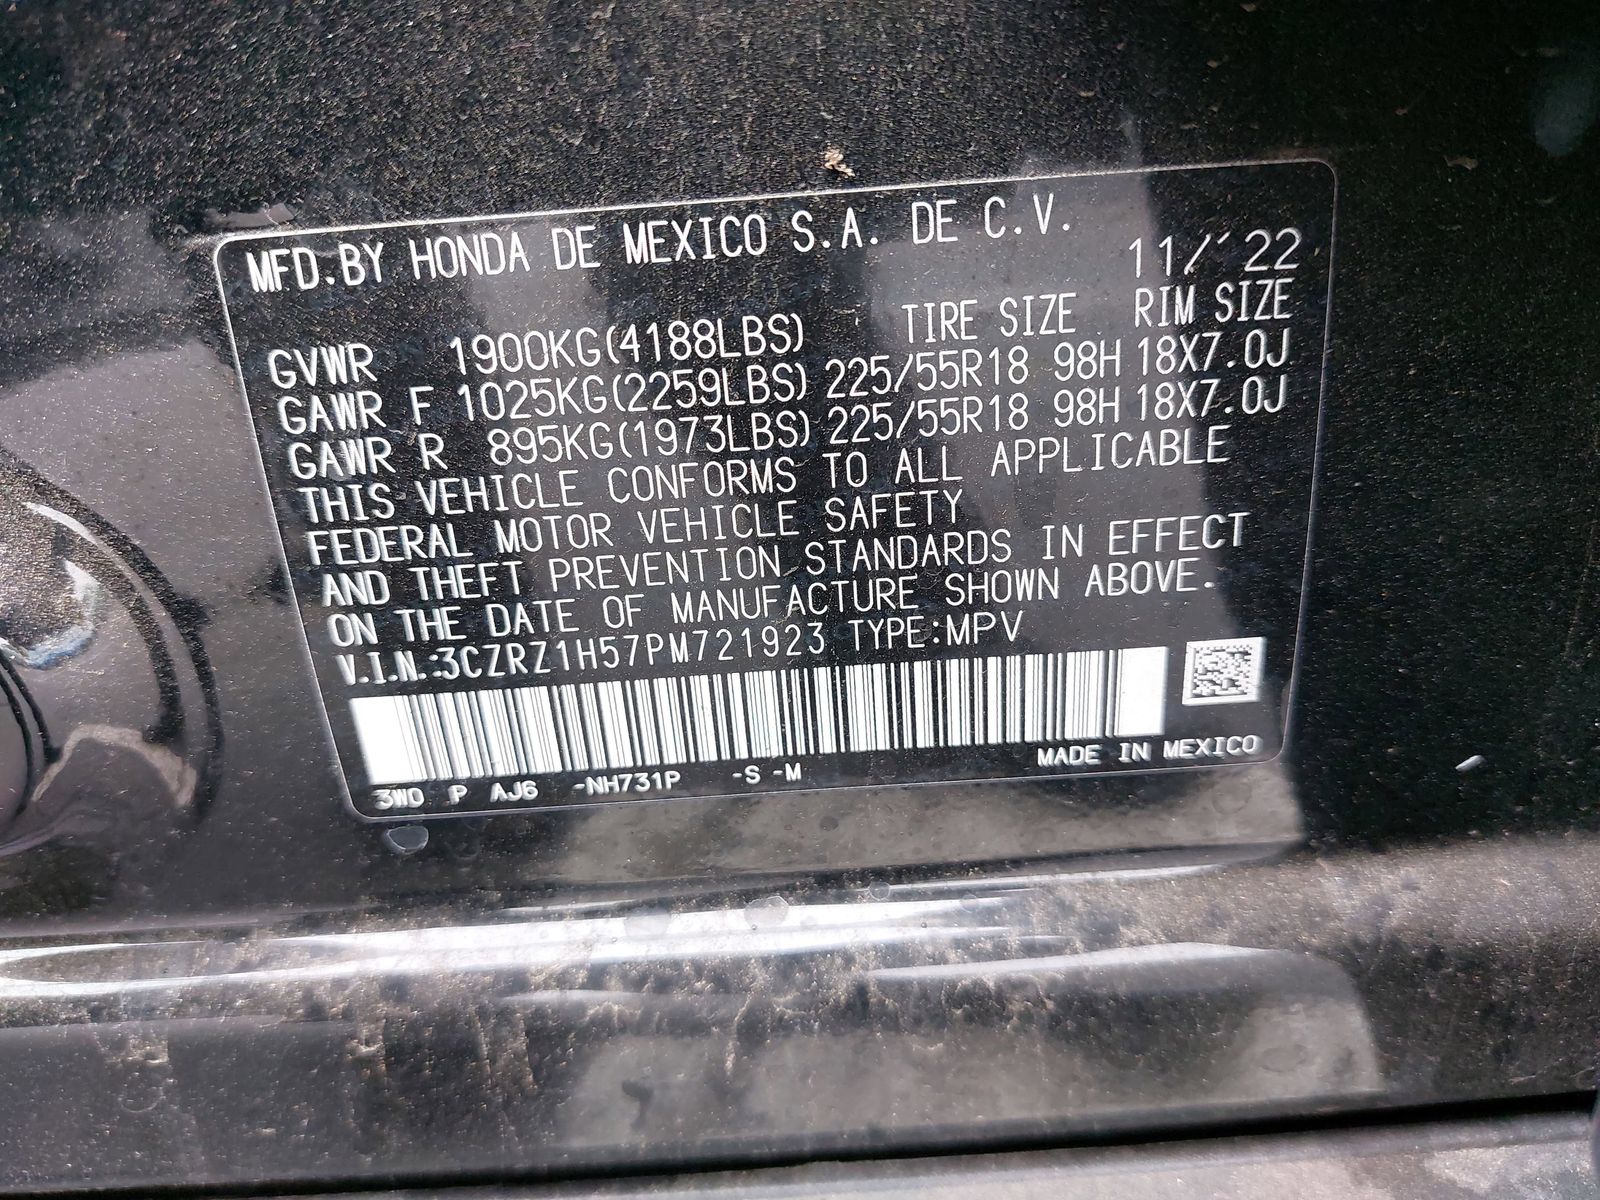 MFD.BY HONDA DE MEXICO S.A. DE C.V.
11/'22
TIRE SIZE RIM SIZE
GVWR 1900KG(4188LBS)
GAWR F 1025KG(2259LBS) 225/55R18 98H 18X7.0J
GAWR R 895KG(1973LBS) 225/55R18 98H 18X7.0J
THIS VEHICLE CONFORMS TO ALL APPLICABLE
FEDERAL MOTOR VEHICLE SAFETY
AND THEFT PREVENTION STANDARDS IN EFFECT
ON THE DATE OF MANUFACTURE SHOWN ABOVE.
V.I.N.:3CZRZ1H57PM721923 TYPE:MPV
MADE IN MEXICO
3W0 P AJ6 -NH731P -S -M